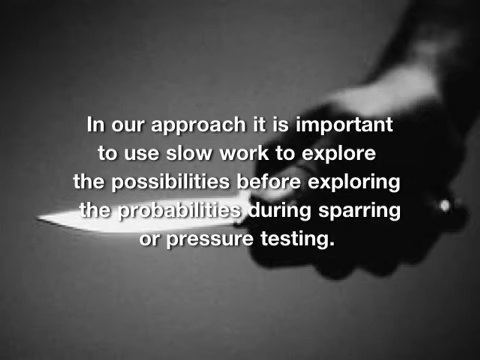 In our approach it is important
to use slow work to explore
the possibilities before exploring
the probabilities during sparring
or pressure testing.